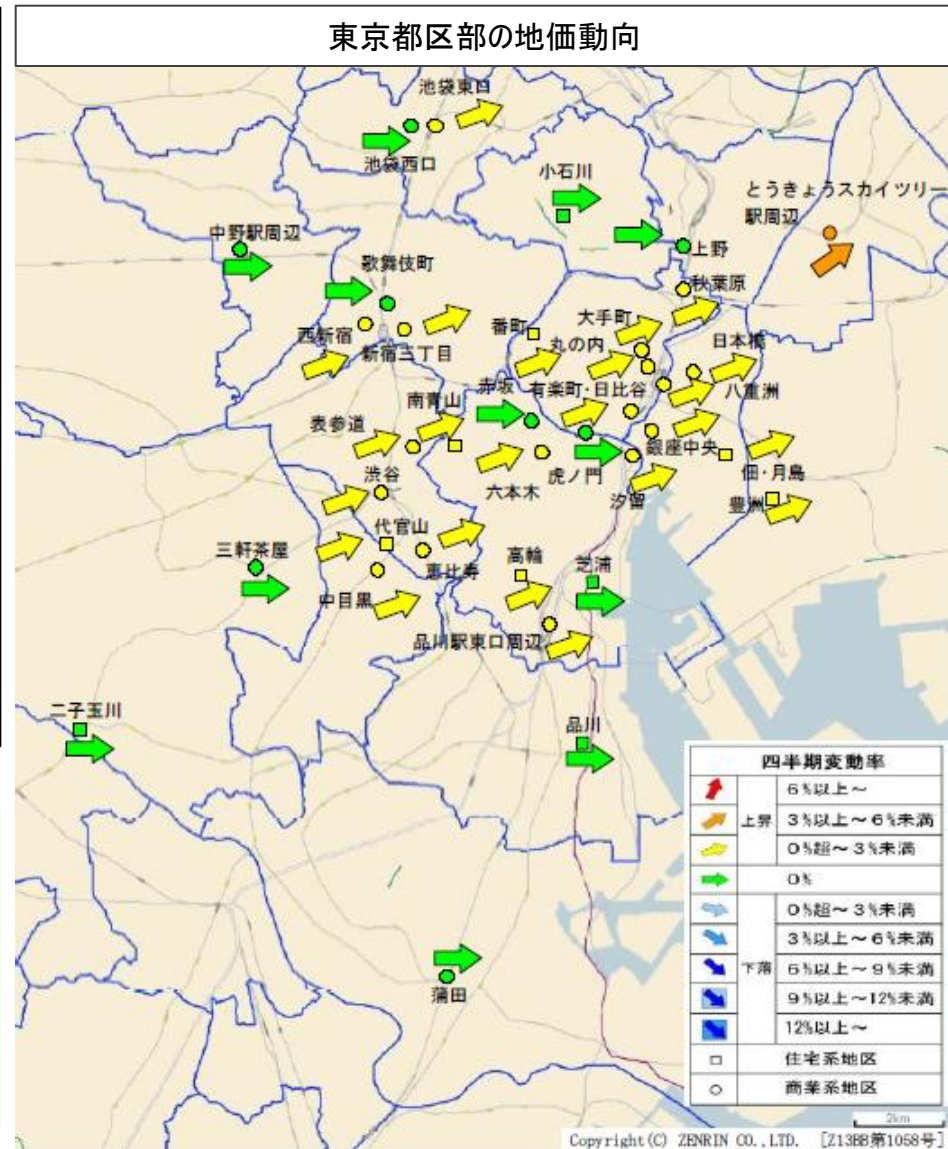 東京都区部の地価動向
池袋東口
池袋西口
小石川
とうきょうスカイツリー
駅周辺
中野駅周辺
上野
歌舞伎町
秋葉原
西新宿
新宿三丁目
番町
大手町
丸の内
日本橋
赤坂
有楽町・日比谷
八重洲
南青山
表参道
銀座中央
六本木
虎ノ門
佃・月島
渋谷
汐留
豊洲
代官山
三軒茶屋
恵比寿
高輪
芝浦
中目黒
品川駅東口周辺
二子玉川
品川
蒲田
四半期変動率
6%以上～
上昇
3%以上～6%未満
0%超～3%未満
0%
0%超～3%未満
3%以上～6%未満
下落
6%以上～9%未満
9%以上～12%未満
12%以上～
住宅系地区
商業系地区
2km
Copyright(C) ZENRIN CO.,LTD. [Z13BB第1058号]